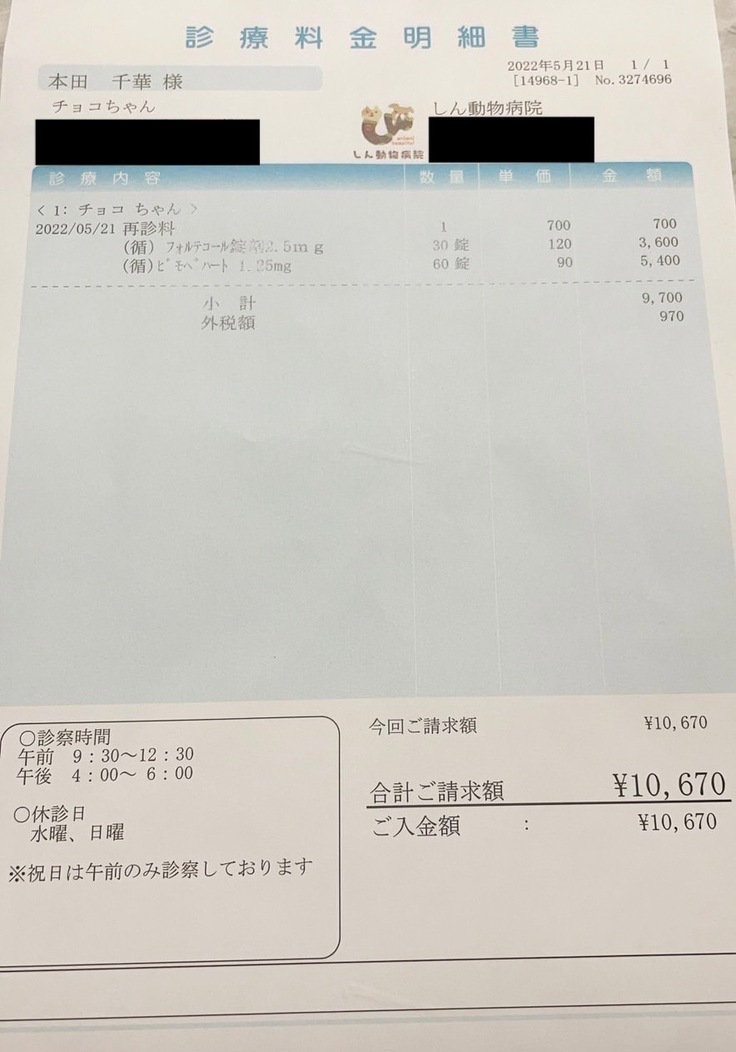 診療料金明細書
2022年5月21日 1 / 1
本田 千華 様
[14968-1] No.3274696
チョコちゃん
しん動物病院
しん動物病院
診療内容 数量 単価 金額
< 1: チョコ ちゃん >
2022/05/21 再診料 1 700 700
(循) フォルテコール錠剤2.5mg 30 錠 120 3,600
(循)ピモベハート 1.25mg 60 錠 90 5,400
小 計 9,700
外税額 970
今回ご請求額 ¥10,670
合計ご請求額 ¥10,670
ご入金額 : ¥10,670
○診察時間
午前 9:30~12:30
午後 4:00~ 6:00
○休診日
水曜、日曜
※祝日は午前のみ診察しております